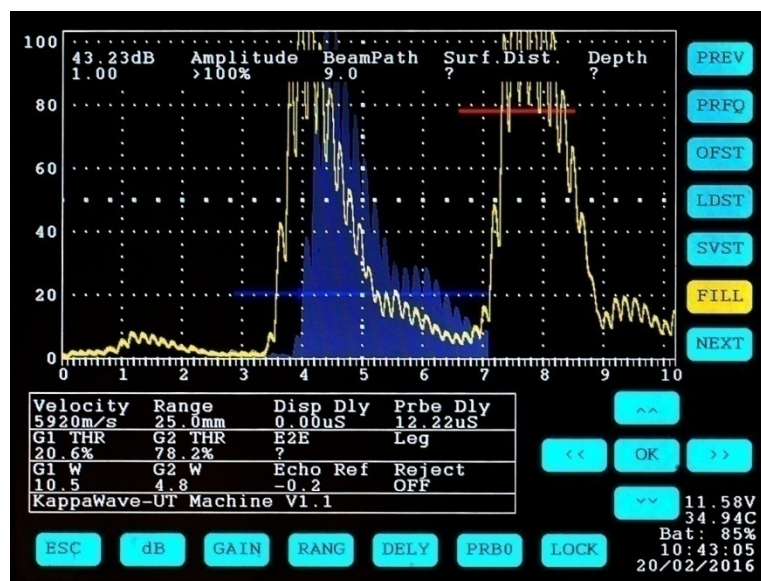 100
43.23dB Amplitude BeamPath Surf.Dist. Depth
1.00 >100% 9.0 ? ?
80
60
40
20
0
0 1 2 3 4 5 6 7 8 9 10
PREV
PRFQ
OFST
LDST
SVST
FILL
NEXT
Velocity Range Disp Dly Prbe Dly
5920m/s 25.0mm 0.00uS 12.22uS
G1 THR G2 THR E2E Leg
20.6% 78.2% ?
G1 W G2 W Echo Ref Reject
10.5 4.8 -0.2 OFF
KappaWave-UT Machine V1.1
^^
<< OK >>
vv
11.58V
34.94C
Bat: 85%
10:43:05
20/02/2016
ESC dB GAIN RANG DELY PRB0 LOCK